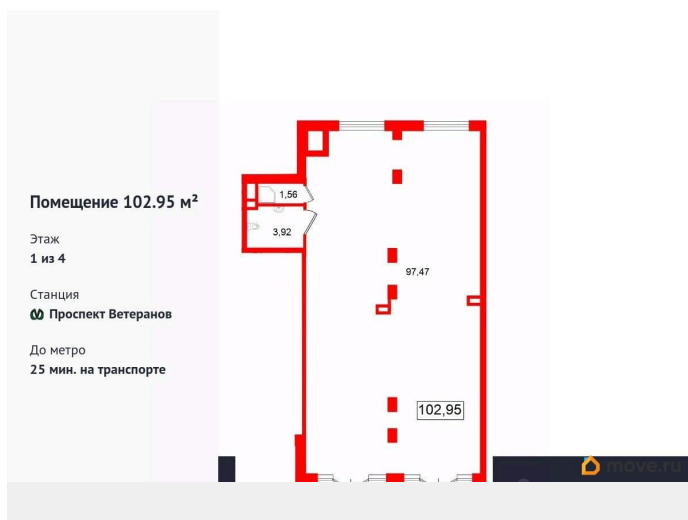 Помещение 102.95 м²
Этаж
1 из 4
Станция
Проспект Ветеранов
До метро
25 мин. на транспорте
1,56
3,92
97,47
102,95
move.ru